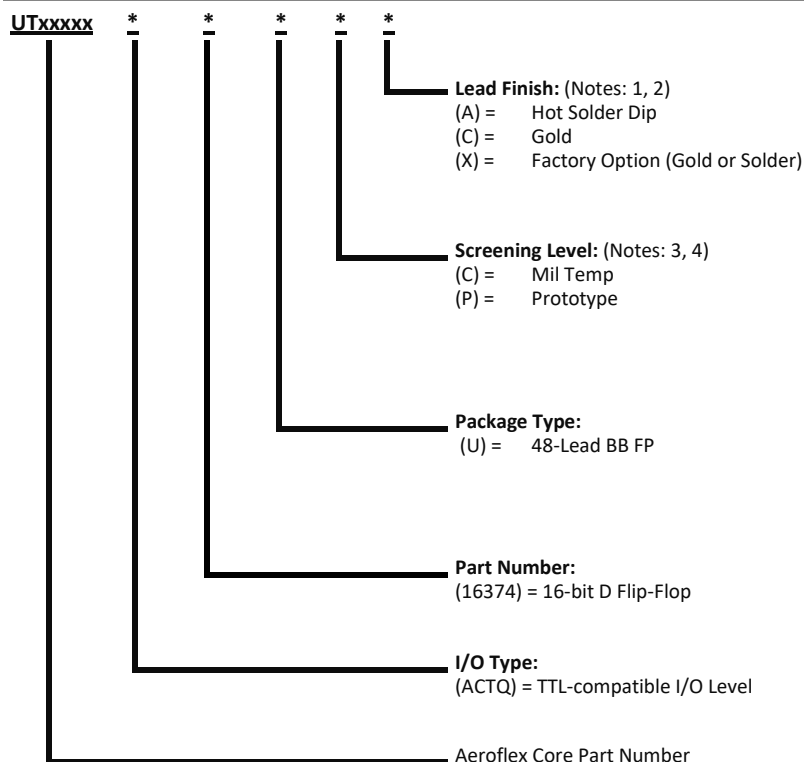 UTxxxxx * * * * *
Lead Finish: (Notes: 1, 2)
(A) = Hot Solder Dip
(C) = Gold
(X) = Factory Option (Gold or Solder)
Screening Level: (Notes: 3, 4)
(C) = Mil Temp
(P) = Prototype
Package Type:
(U) = 48-Lead BB FP
Part Number:
(16374) = 16-bit D Flip-Flop
I/O Type:
(ACTQ) = TTL-compatible I/O Level
Aeroflex Core Part Number